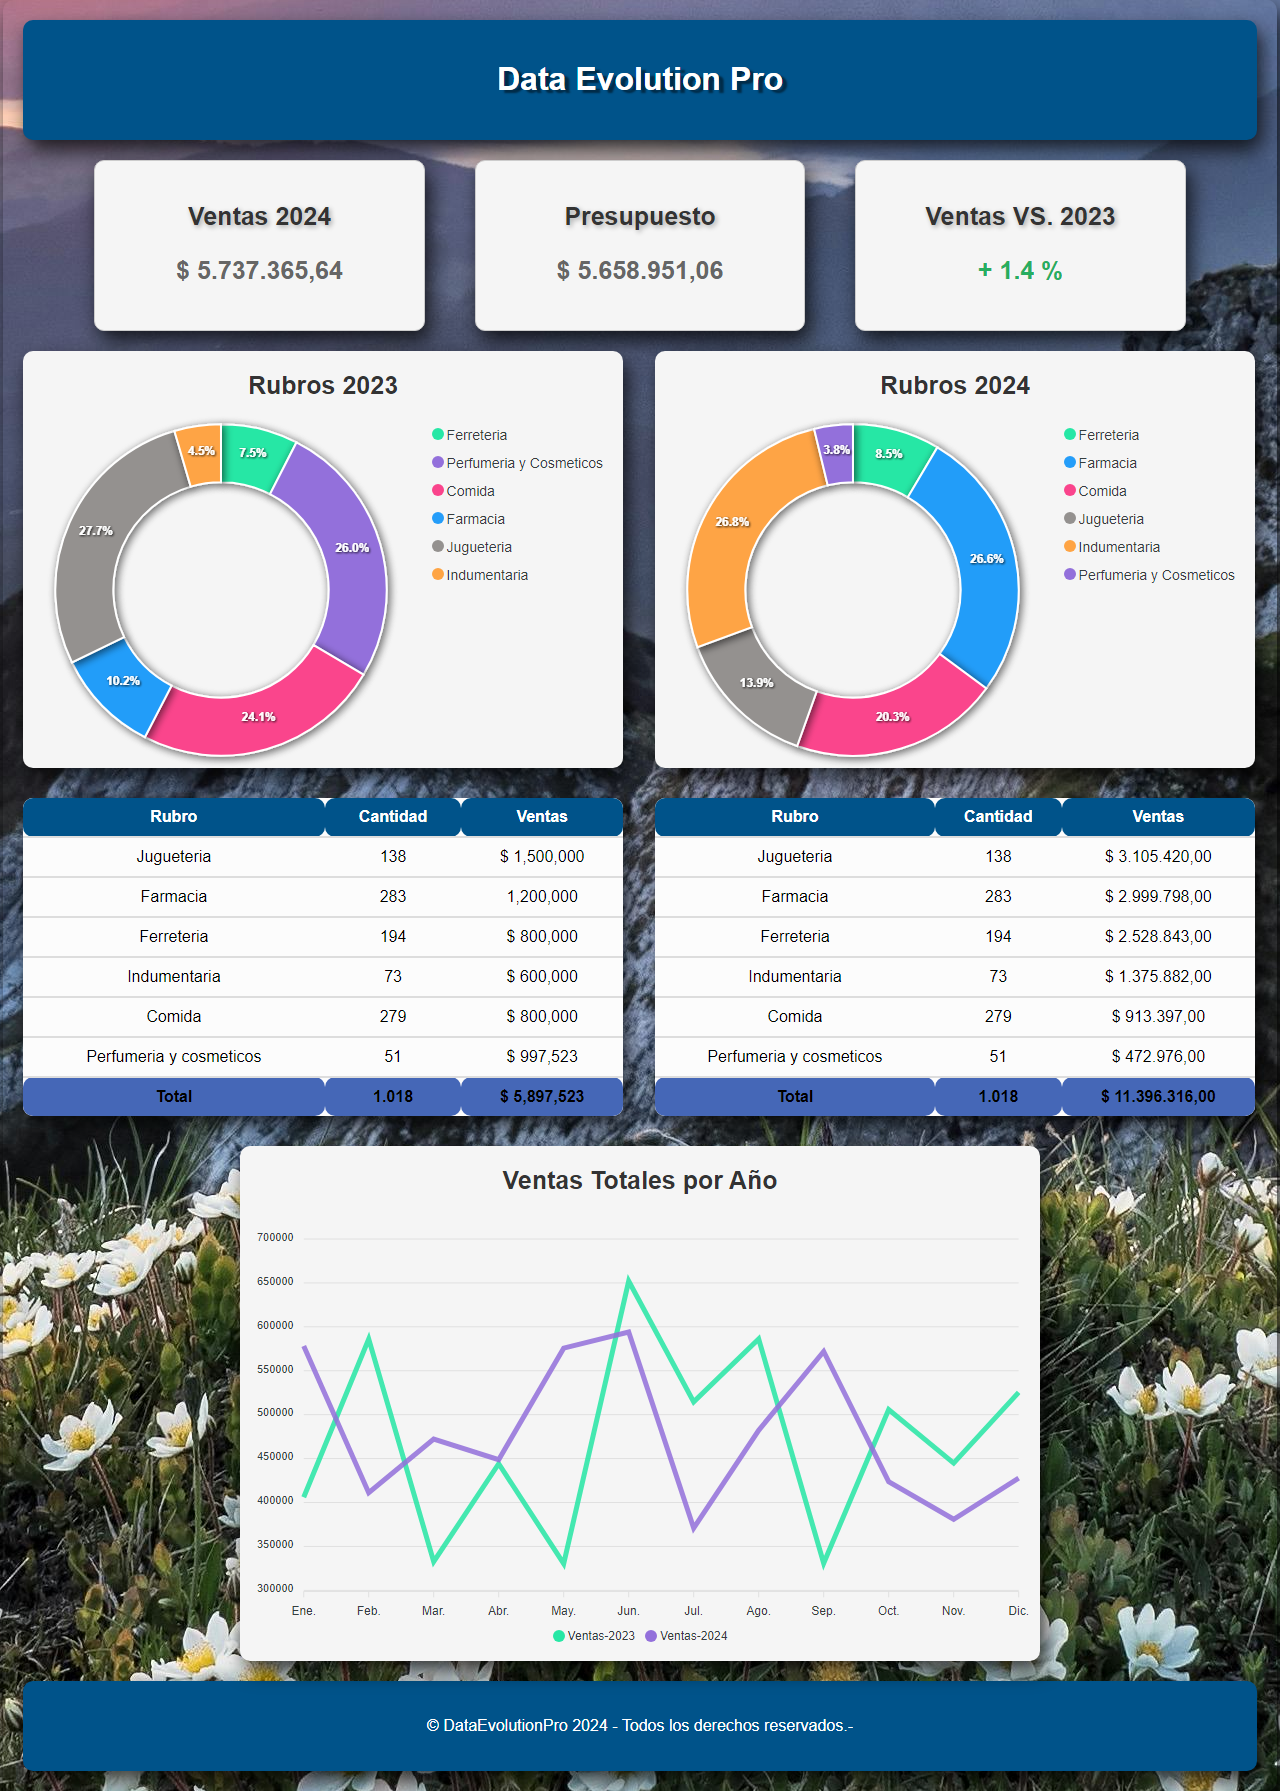 Data Evolution Pro
Ventas 2024
$ 5.737.365,64
Presupuesto
$ 5.658.951,06
Ventas VS. 2023
+ 1.4 %
Rubros 2023
4.5%
7.5%
27.7%
26.0%
10.2%
24.1%
Ferreteria
Perfumeria y Cosmeticos
Comida
Farmacia
Jugueteria
Indumentaria
Rubros 2024
3.8%
8.5%
26.8%
26.6%
13.9%
20.3%
Ferreteria
Farmacia
Comida
Jugueteria
Indumentaria
Perfumeria y Cosmeticos
Rubro Cantidad Ventas
Jugueteria 138 $ 1,500,000
Farmacia 283 1,200,000
Ferreteria 194 $ 800,000
Indumentaria 73 $ 600,000
Comida 279 $ 800,000
Perfumeria y cosmeticos 51 $ 997,523
Total 1.018 $ 5,897,523
Rubro Cantidad Ventas
Jugueteria 138 $ 3.105.420,00
Farmacia 283 $ 2.999.798,00
Ferreteria 194 $ 2.528.843,00
Indumentaria 73 $ 1.375.882,00
Comida 279 $ 913.397,00
Perfumeria y cosmeticos 51 $ 472.976,00
Total 1.018 $ 11.396.316,00
Ventas Totales por Año
700000
650000
600000
550000
500000
450000
400000
350000
300000
Ene. Feb. Mar. Abr. May. Jun. Jul. Ago. Sep. Oct. Nov. Dic.
Ventas-2023 Ventas-2024
© DataEvolutionPro 2024 - Todos los derechos reservados.-